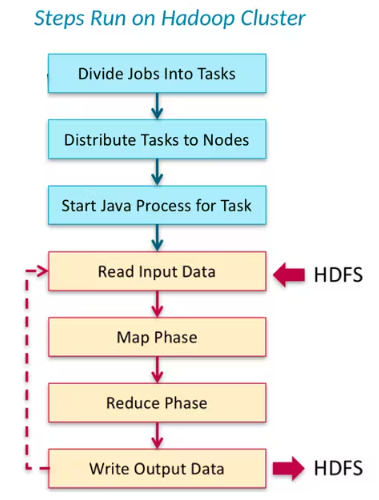 Steps Run on Hadoop Cluster
Divide Jobs Into Tasks
Distribute Tasks to Nodes
Start Java Process for Task
Read Input Data
HDFS
Map Phase
Reduce Phase
Write Output Data
HDFS